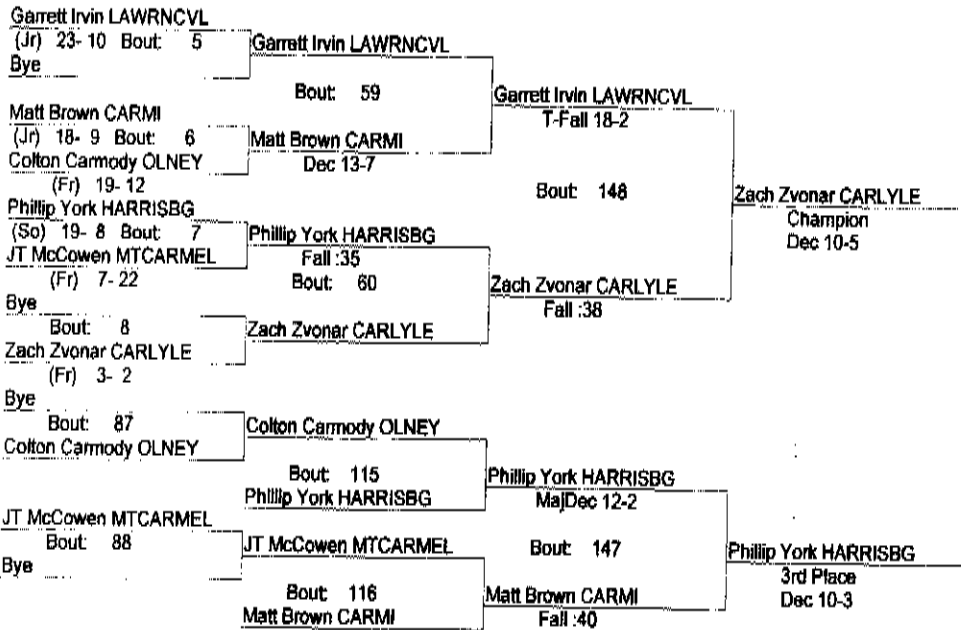 Garrett Irvin LAWRNCVL
(Jr) 23- 10 Bout: 5
Bye
Garrett Irvin LAWRNCVL
Bout: 59
Matt Brown CARMI
(Jr) 18- 9 Bout: 6
Colton Carmody OLNEY
(Fr) 19- 12
Matt Brown CARMI
Dec 13-7
Garrett Irvin LAWRNCVL
T-Fall 18-2
Bout: 148
Phillip York HARRISBG
(So) 19- 8 Bout: 7
JT McCowen MTCARMEL
(Fr) 7- 22
Phillip York HARRISBG
Fall :35
Bout: 60
Bye
Bout: 8
Zach Zvonar CARLYLE
(Fr) 3- 2
Zach Zvonar CARLYLE
Zach Zvonar CARLYLE
Fall :38
Zach Zvonar CARLYLE
Champion
Dec 10-5
Bye
Bout: 87
Colton Carmody OLNEY
Colton Carmody OLNEY
Bout: 115
Phillip York HARRISBG
Phillip York HARRISBG
MajDec 12-2
Bout: 147
JT McCowen MTCARMEL
Bout: 88
Bye
JT McCowen MTCARMEL
Bout: 116
Matt Brown CARMI
Matt Brown CARMI
Fall :40
Phillip York HARRISBG
3rd Place
Dec 10-3